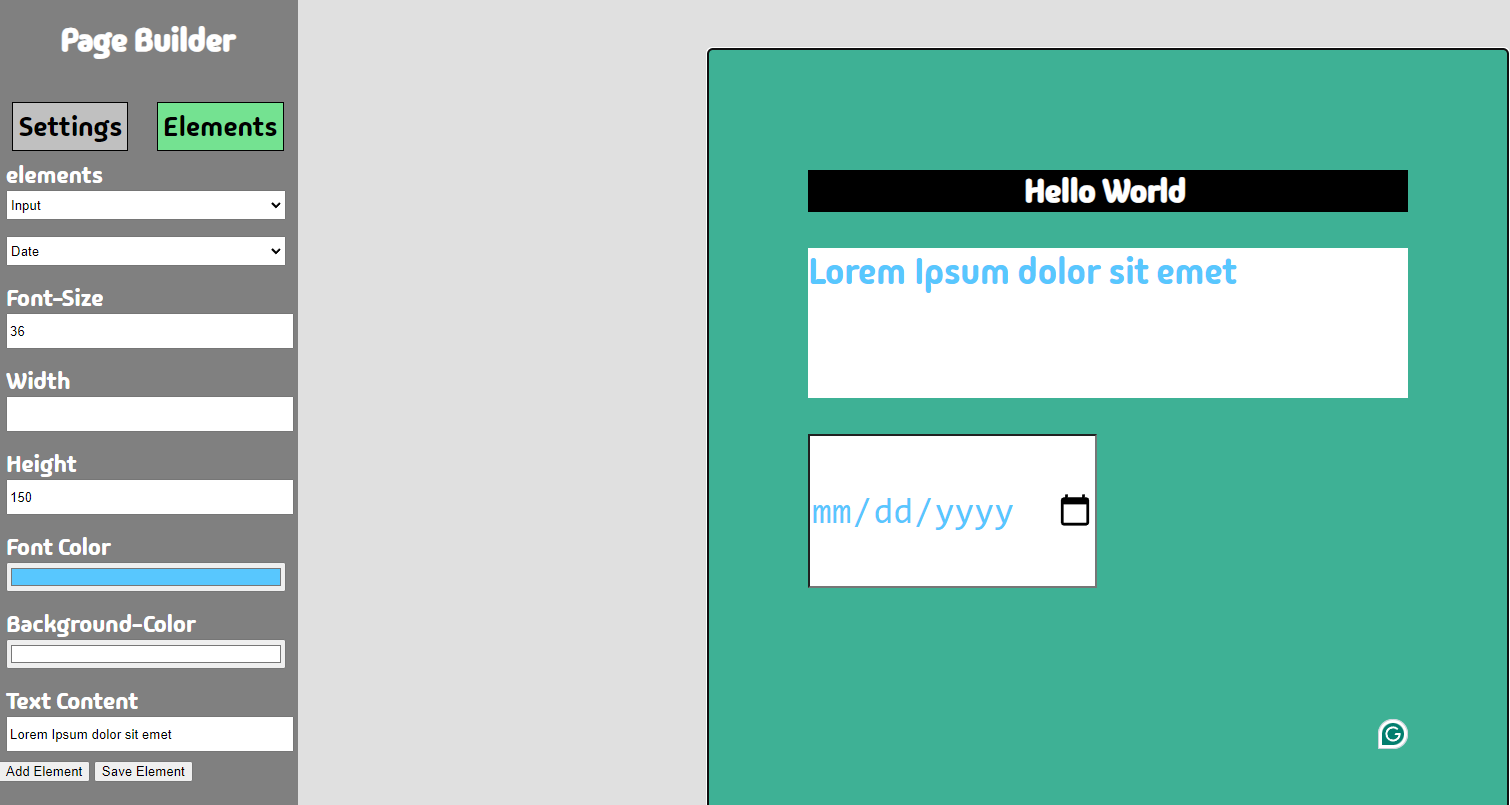 Page Builder
Settings Elements
elements
Input
Date
Font-Size
36
Width
Height
150
Font Color
Background-Color
Text Content
Lorem Ipsum dolor sit emet
Add Element Save Element
Hello World
Lorem Ipsum dolor sit emet
mm/dd/yyyy
G